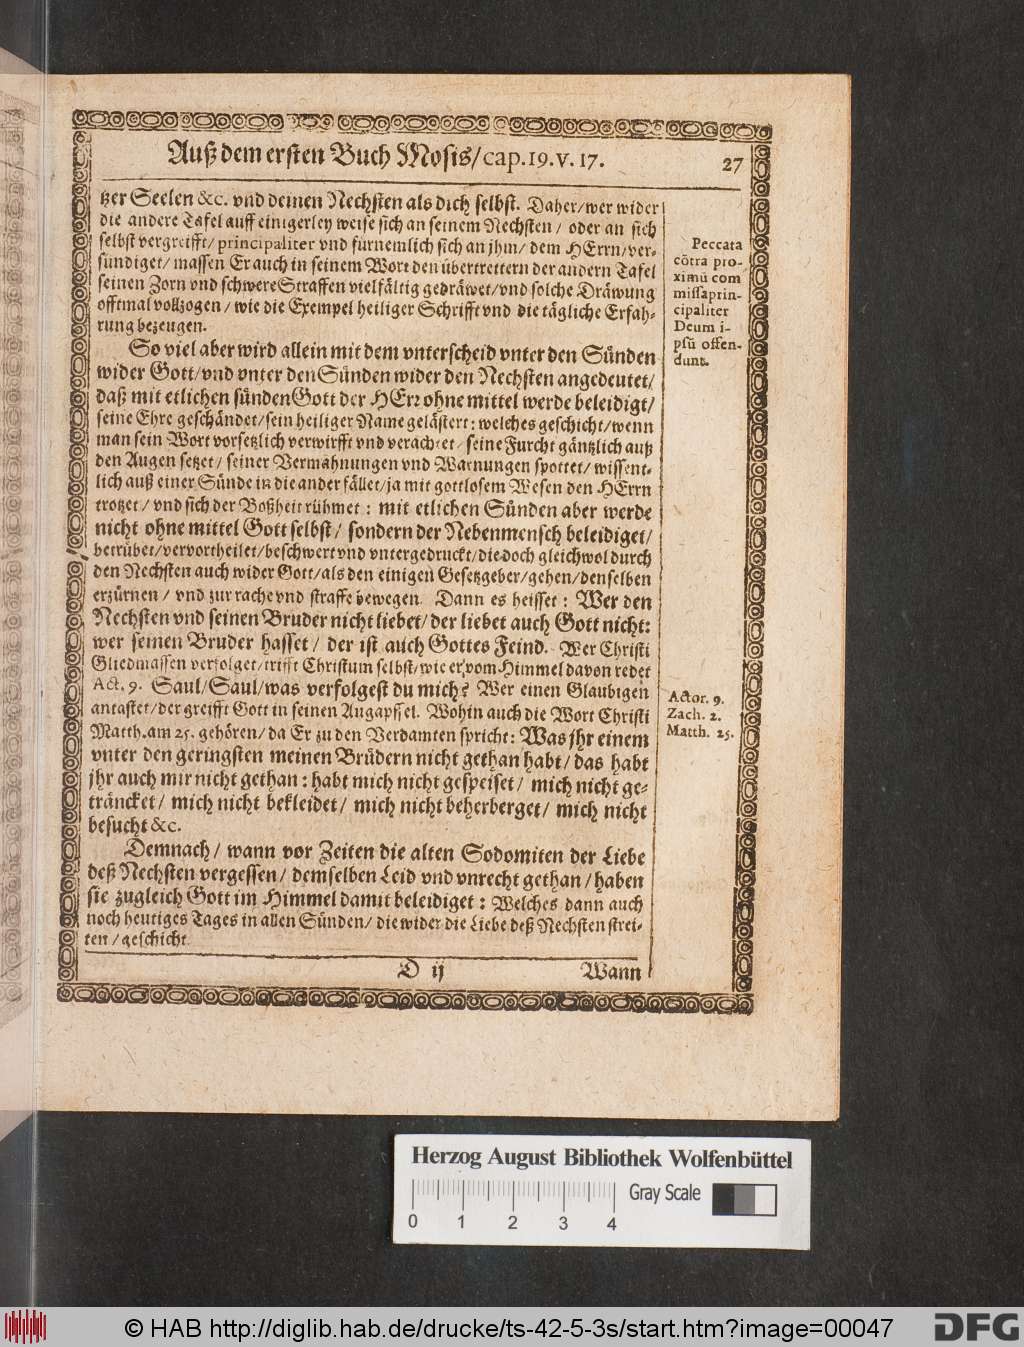 Auß dem ersten Buch Mosis/cap.19.v.17. 27
tzer Seelen &c. vnd deinen Nechsten als dich selbst. Daher/wer wider
die andere Tafel auff einigerley weise sich an seinem Nechsten/ oder an sich
selbst vergreifft/principaliter vnd fürnemlich sich an jhm/ dem HErrn/ver-
sündiget/ massen Er auch in seinem Wort den übertrettern der andern Tafel
seinen Zorn vnd schwere Straffen vielfältig gedräwet/vnd solche Dräwung
offtmal vollzogen/ wie die Exempel heiliger Schrifft vnd die tägliche Erfah-
rung bezeugen.
Peccata
cõtra pro-
ximũ com
missa prin-
cipaliter
Deum i-
psũ offen-
dunt.
So viel aber wird allein mit dem vnterscheid vnter den Sünden
wider Gott/vnd vnter den Sünden wider den Nechsten angedeutet/
daß mit etlichen sünden Gott der HErr ohne mittel werde beleidigt/
seine Ehre geschändet/sein heiliger Name gelästert: welches geschicht/wenn
man sein Wort vorsetzlich verwirfft vnd verachtet/ seine Furcht gäntzlich auß
den Augen setzet/ seiner Vermahnungen vnd Warnungen spottet/ wissent-
lich auß einer Sünde in die ander fället/ja mit gottlosem Wesen den HErrn
trotzet/ vnd sich der Boßheit rühmet: mit etlichen Sünden aber werde
nicht ohne mittel Gott selbst/ sondern der Nebenmensch beleidiget/
betrübet/vervortheilet/beschwert vnd vntergedruckt/die doch gleichwol durch
den Nechsten auch wider Gott/als den einigen Gesetzgeber/gehen/denselben
erzürnen/ vnd zur rache vnd straffe bewegen. Dann es heisset: Wer den
Nechsten vnd seinen Bruder nicht liebet/ der liebet auch Gott nicht:
wer seinen Bruder hasset/ der ist auch Gottes Feind. Wer Christi
Gliedmassen verfolget/trifft Christum selbst/wie er vom Himmel davon redet
Act. 9. Saul/Saul/was verfolgest du mich? Wer einen Glaubigen
antastet/der greifft Gott in seinen Augapffel. Wohin auch die Wort Christi
Matth.am 25. gehören/da Er zu den Verdamten spricht: Was jhr einem
Actor. 9.
Zach. 2.
Matth. 25.
vnter den geringsten meinen Brüdern nicht gethan habt/das habt
jhr auch mir nicht gethan: habt mich nicht gespeiset/ mich nicht ge-
träncket/ mich nicht bekleidet/ mich nicht beherberget/ mich nicht
besucht &c.
Demnach/ wann vor Zeiten die alten Sodomiten der Liebe
deß Nechsten vergessen/ demselben Leid vnd vnrecht gethan/haben
sie zugleich Gott im Himmel damit beleidiget: Welches dann auch
noch heutiges Tages in allen Sünden/ die wider die Liebe deß Nechsten strei-
ten/geschicht.
D ij Wann
Herzog August Bibliothek Wolfenbüttel
Gray Scale
0 1 2 3 4
© HAB http://diglib.hab.de/drucke/ts-42-5-3s/start.htm?image=00047
DFG